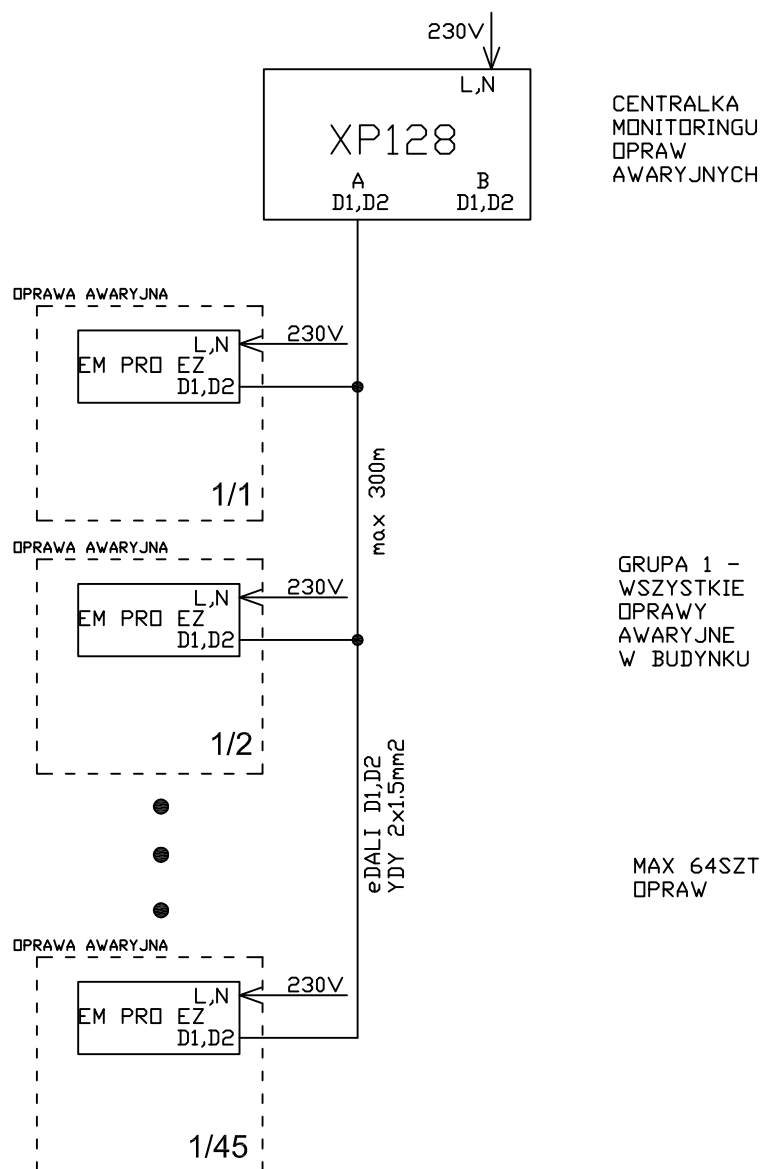 230V
L,N
XP128
A
B
D1,D2
D1,D2
CENTRALKA
MONITORINGU
OPRAW
AWARYJNYCH
OPRAWA AWARYJNA
L,N
230V
EM PRO EZ
D1,D2
1/1
max 300m
OPRAWA AWARYJNA
L,N
230V
EM PRO EZ
D1,D2
1/2
GRUPA 1 -
WSZYSTKIE
OPRAWY
AWARYJNE
W BUDYNKU
eDALI D1,D2
YDY 2x1.5mm2
MAX 64SZT
OPRAW
OPRAWA AWARYJNA
L,N
230V
EM PRO EZ
D1,D2
1/45